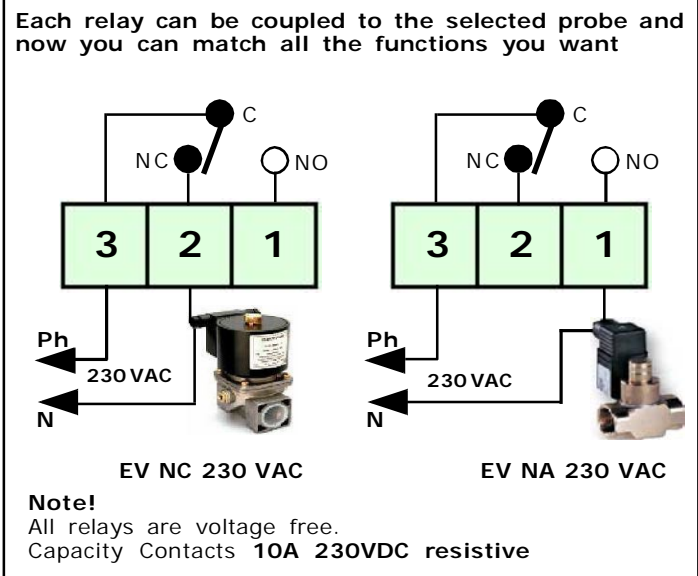 Each relay can be coupled to the selected probe and
now you can match all the functions you want
C
C
NC
NO
NC
NO
3 2 1
3 2 1
Ph
230 VAC
N
Ph
230 VAC
N
EV NC 230 VAC
EV NA 230 VAC
Note!
All relays are voltage free.
Capacity Contacts 10A 230VDC resistive